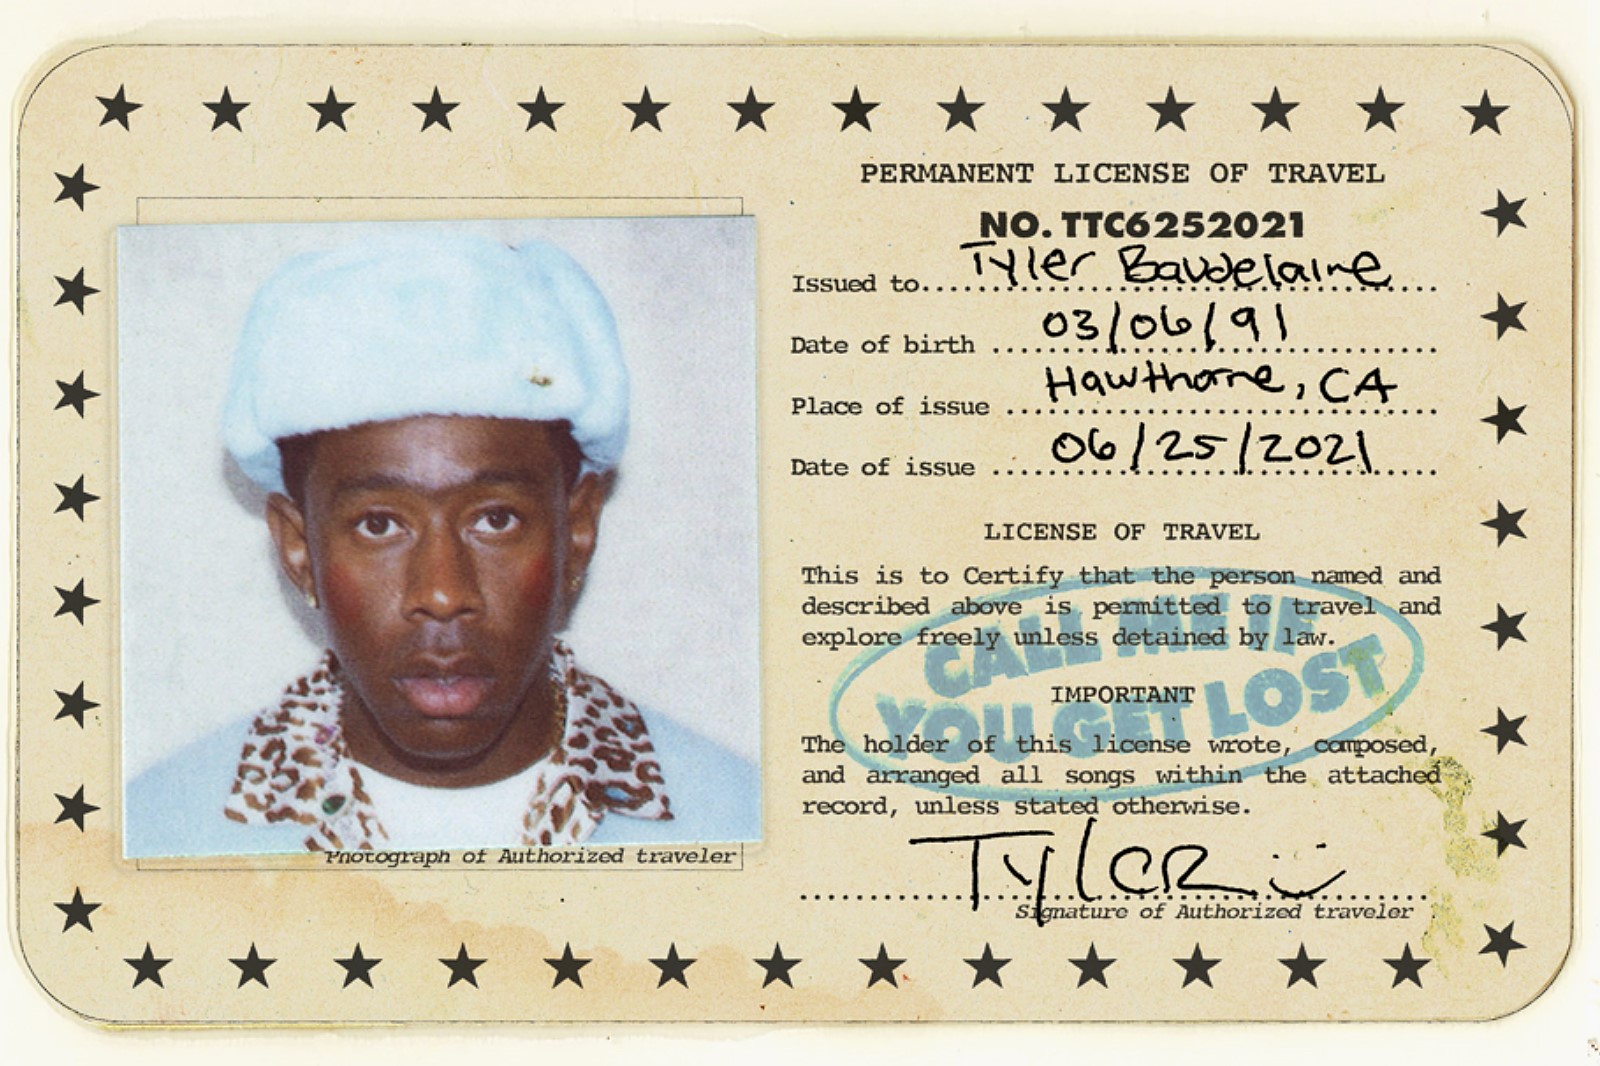 PERMANENT LICENSE OF TRAVEL
NO. TTC6252021
Issued to.... Tyler Baudelaire
Date of birth .... 03/06/91
Place of issue .... Hawthorne, CA
Date of issue .... 06/25/2021
LICENSE OF TRAVEL
This is to Certify that the person named and
described above is permitted to travel and
explore freely unless detained by law.
CALL ME IF
YOU GET LOST
IMPORTANT
The holder of this license wrote, composed,
and arranged all songs within the attached
record, unless stated otherwise.
TyleR
Signature of Authorized traveler
Photograph of Authorized traveler